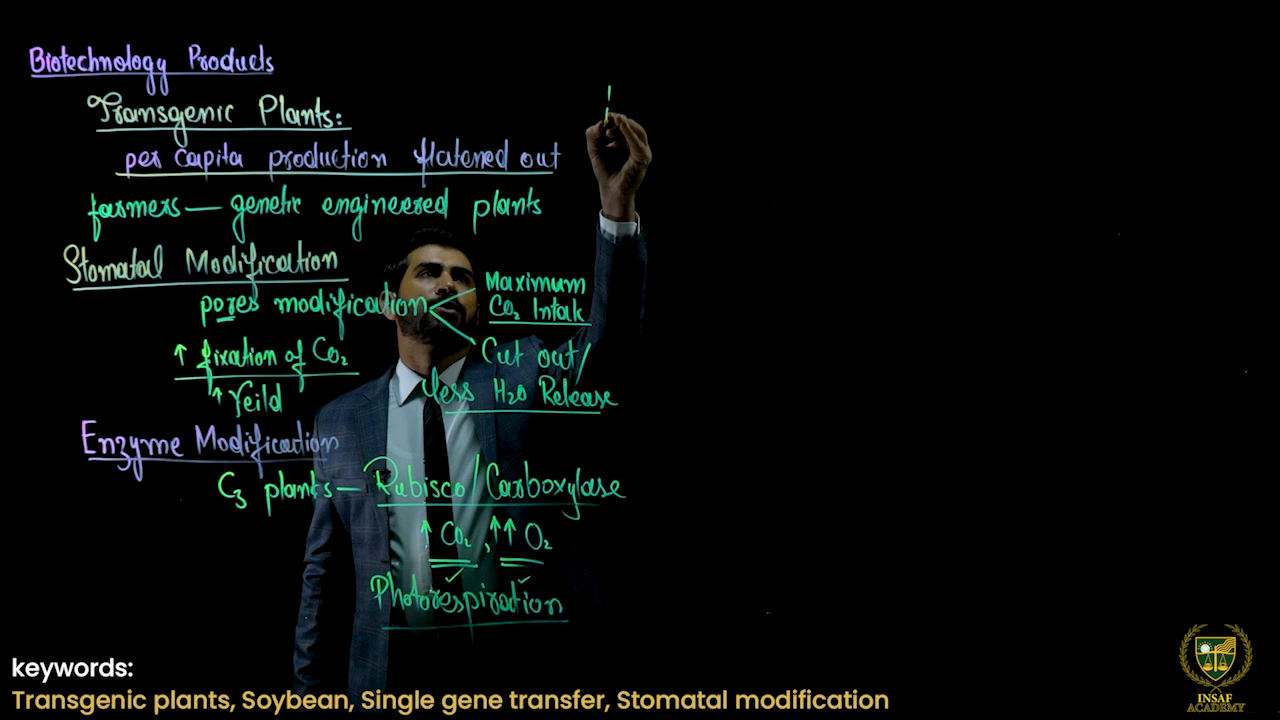 Biotechnology Products
Transgenic Plants:
per capita production flatened out
farmers — genetic engineered plants
Stomatal Modification
pores modification
Maximum
CO₂ Intak
↑ fixation of CO₂
Cut out/
less H₂O Release
↑ Yeild
Enzyme Modification
C₃ plants — Rubisco/Carboxylase
↑ CO₂, ↑↑ O₂
Photorespiration
keywords:
Transgenic plants, Soybean, Single gene transfer, Stomatal modification
INSAF
ACADEMY